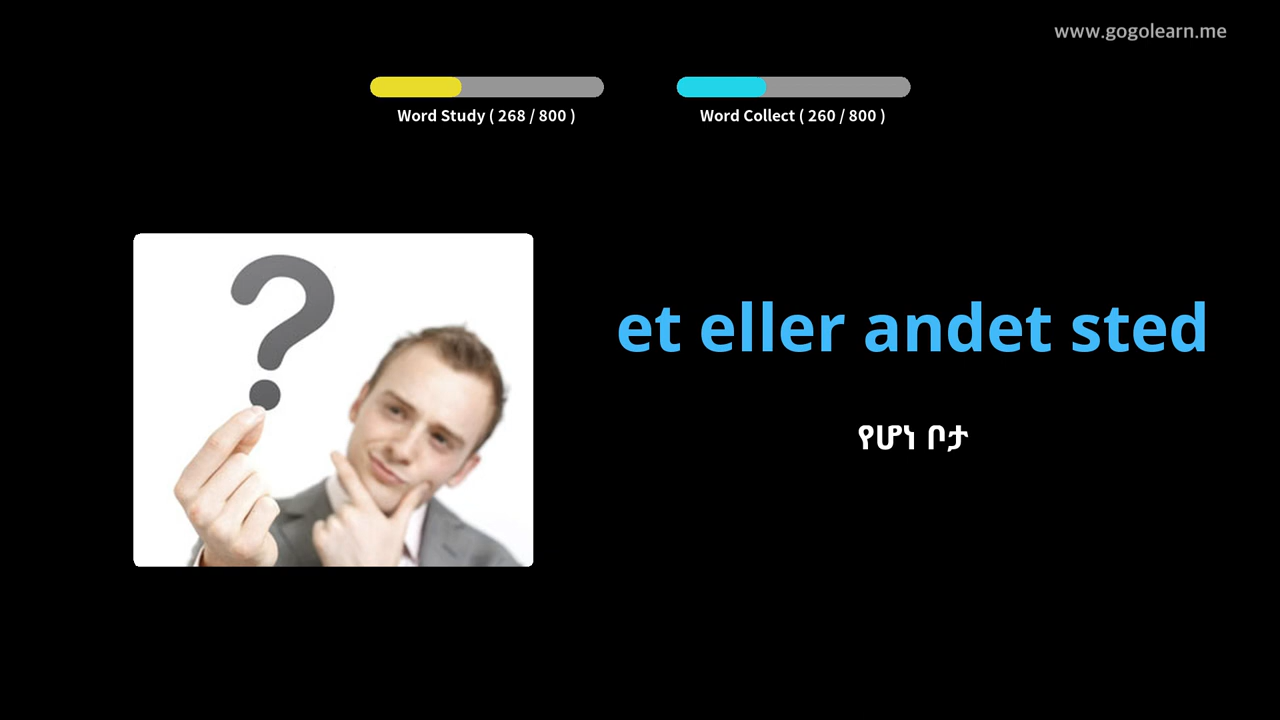 www.gogolearn.me
Word Study ( 268 / 800 )
Word Collect ( 260 / 800 )
et eller andet sted
የሆነ ቦታ